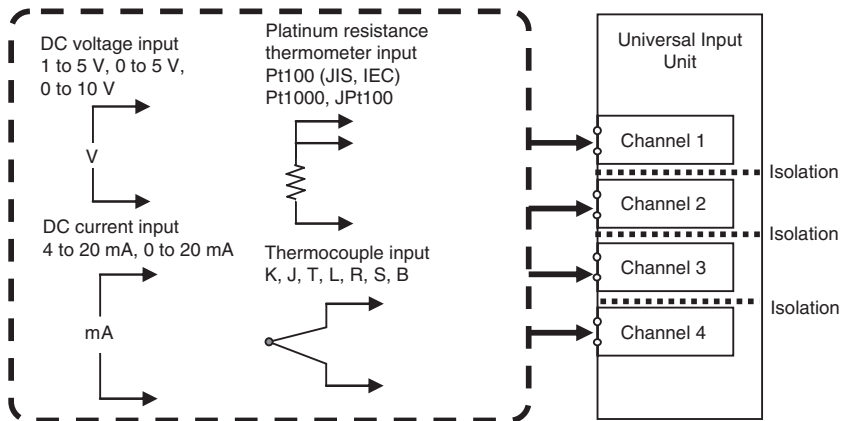 DC voltage input
1 to 5 V, 0 to 5 V,
0 to 10 V
V
DC current input
4 to 20 mA, 0 to 20 mA
mA
Platinum resistance
thermometer input
Pt100 (JIS, IEC)
Pt1000, JPt100
Thermocouple input
K, J, T, L, R, S, B
Universal Input
Unit
Channel 1
Isolation
Channel 2
Isolation
Channel 3
Isolation
Channel 4